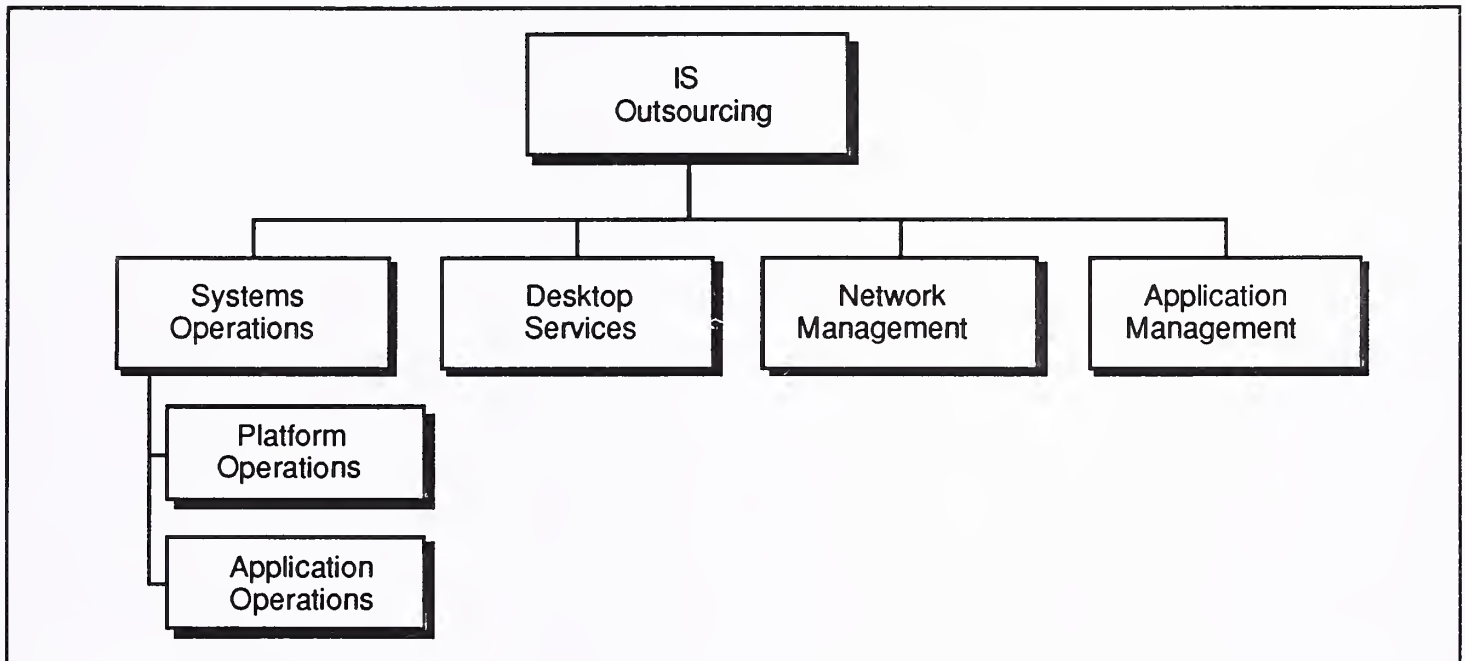 IS
Outsourcing
Systems
Operations
Desktop
Services
Network
Management
Application
Management
Platform
Operations
Application
Operations